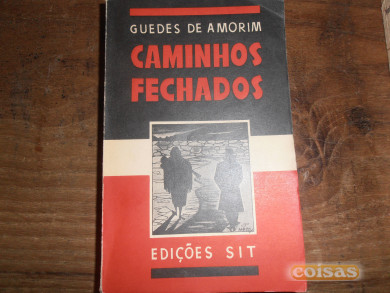 GUEDES DE AMORIM
CAMINHOS
FECHADOS
EDIÇÕES SIT
coisas